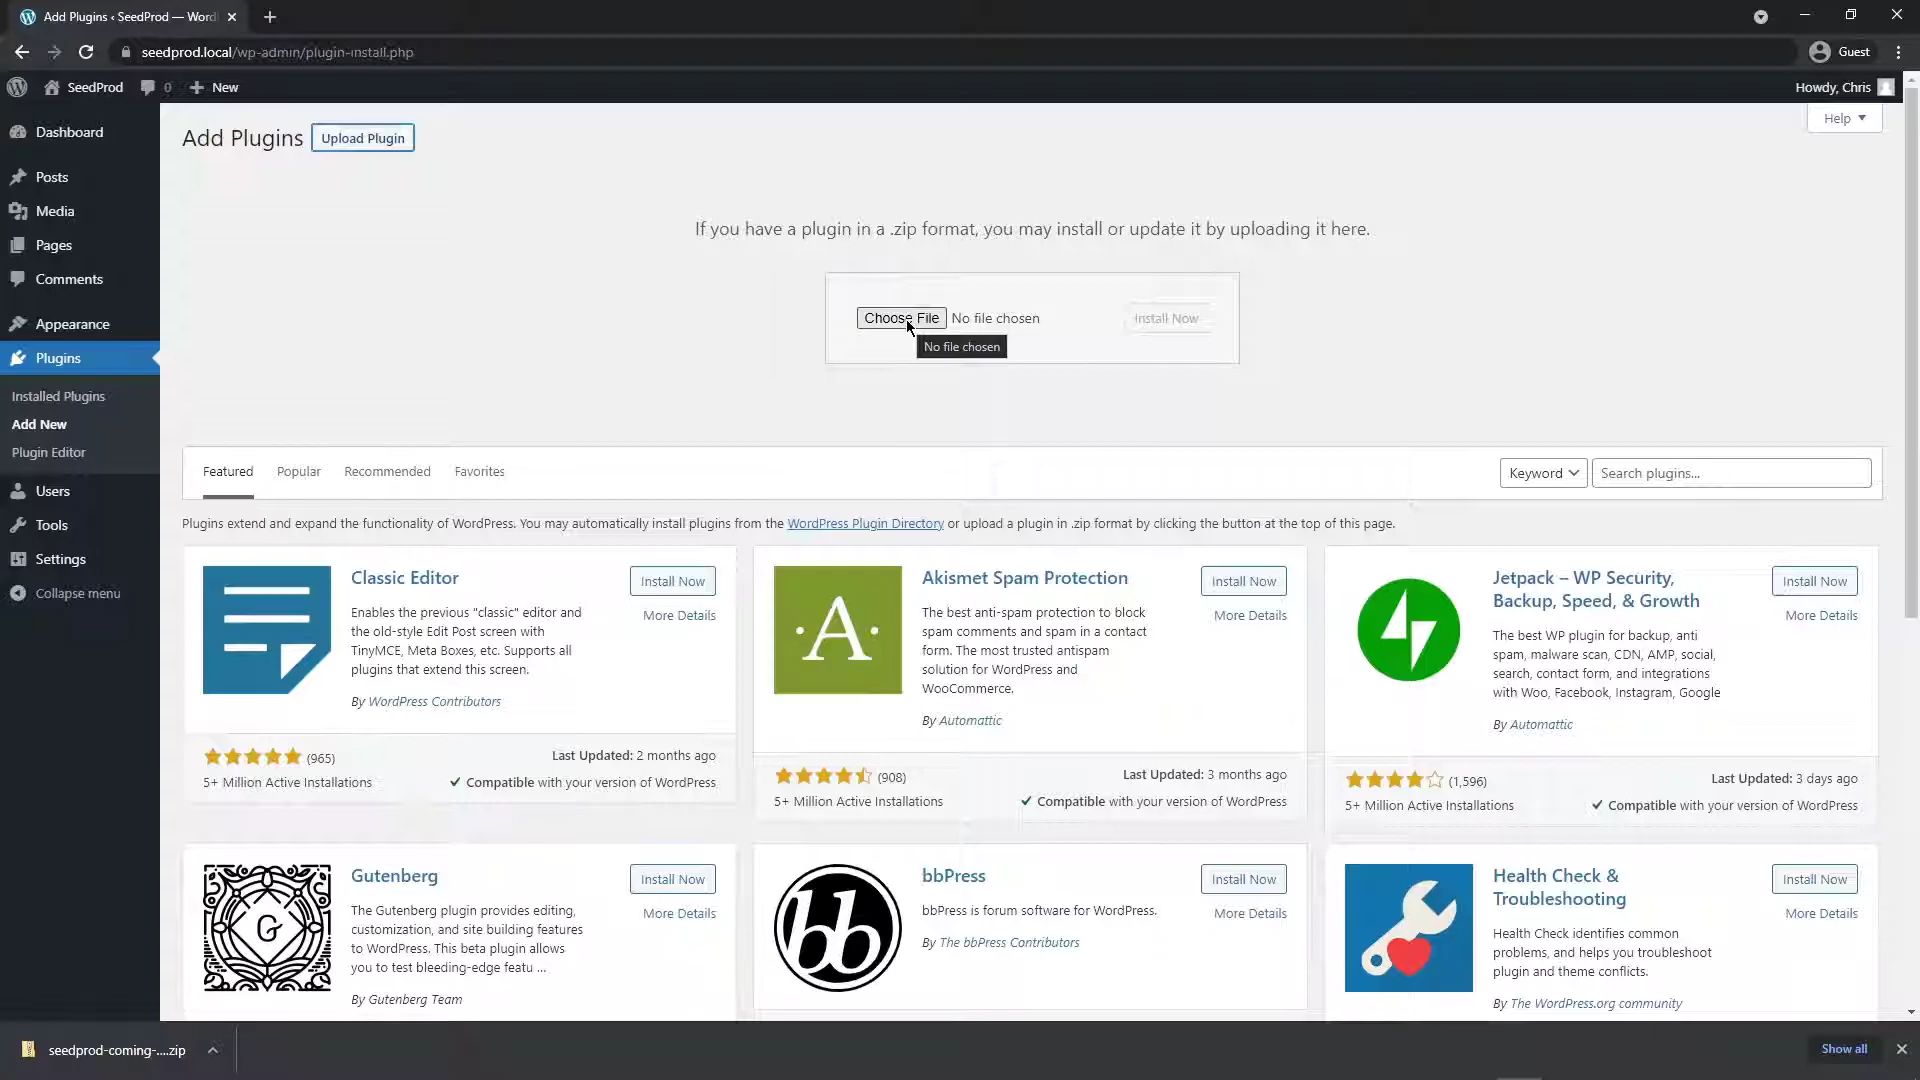 Add Plugins ‹ SeedProd — Word
seedprod.local/wp-admin/plugin-install.php
Guest
SeedProd
0
New
Howdy, Chris
Dashboard
Posts
Media
Pages
Comments
Appearance
Plugins
Installed Plugins
Add New
Plugin Editor
Users
Tools
Settings
Collapse menu
Add Plugins
Upload Plugin
Help
If you have a plugin in a .zip format, you may install or update it by uploading it here.
Choose File No file chosen
Install Now
No file chosen
Featured
Popular
Recommended
Favorites
Keyword
Search plugins...
Plugins extend and expand the functionality of WordPress. You may automatically install plugins from the WordPress Plugin Directory or upload a plugin in .zip format by clicking the button at the top of this page.
Classic Editor
Install Now
More Details
Enables the previous "classic" editor and
the old-style Edit Post screen with
TinyMCE, Meta Boxes, etc. Supports all
plugins that extend this screen.
By WordPress Contributors
(965)
Last Updated: 2 months ago
5+ Million Active Installations
Compatible with your version of WordPress
A
Akismet Spam Protection
Install Now
More Details
The best anti-spam protection to block
spam comments and spam in a contact
form. The most trusted antispam
solution for WordPress and
WooCommerce.
By Automattic
(908)
Last Updated: 3 months ago
5+ Million Active Installations
Compatible with your version of WordPress
Jetpack – WP Security,
Backup, Speed, & Growth
Install Now
More Details
The best WP plugin for backup, anti
spam, malware scan, CDN, AMP, social,
search, contact form, and integrations
with Woo, Facebook, Instagram, Google
By Automattic
(1,596)
Last Updated: 3 days ago
5+ Million Active Installations
Compatible with your version of WordPress
G
Gutenberg
Install Now
More Details
The Gutenberg plugin provides editing,
customization, and site building features
to WordPress. This beta plugin allows
you to test bleeding-edge featu ...
By Gutenberg Team
bb
bbPress
Install Now
More Details
bbPress is forum software for WordPress.
By The bbPress Contributors
Health Check &
Troubleshooting
Install Now
More Details
Health Check identifies common
problems, and helps you troubleshoot
plugin and theme conflicts.
By The WordPress.org community
seedprod-coming-....zip
Show all